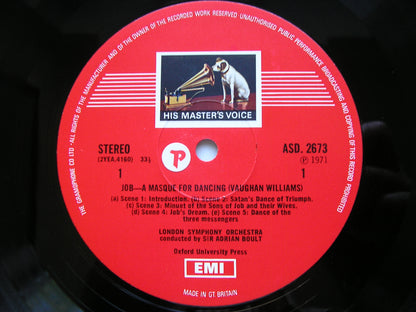 THE GRAMOPHONE CO LTD · ALL RIGHTS OF THE MANUFACTURER AND OF THE OWNER OF THE RECORDED WORK RESERVED UNAUTHORISED PUBLIC PERFORMANCE BROADCASTING AND COPYING OF THIS RECORD PROHIBITED
HIS MASTER'S VOICE
STEREO
(2YEA.4160) 33⅓
1
P
ASD. 2673
℗ 1971
1
JOB—A MASQUE FOR DANCING (VAUGHAN WILLIAMS)
(a) Scene 1: Introduction. (b) Scene 2: Satan's Dance of Triumph.
(c) Scene 3: Minuet of the Sons of Job and their Wives.
(d) Scene 4: Job's Dream. (e) Scene 5: Dance of the
three messengers
LONDON SYMPHONY ORCHESTRA
conducted by SIR ADRIAN BOULT
Oxford University Press
EMI
MADE IN GT BRITAIN